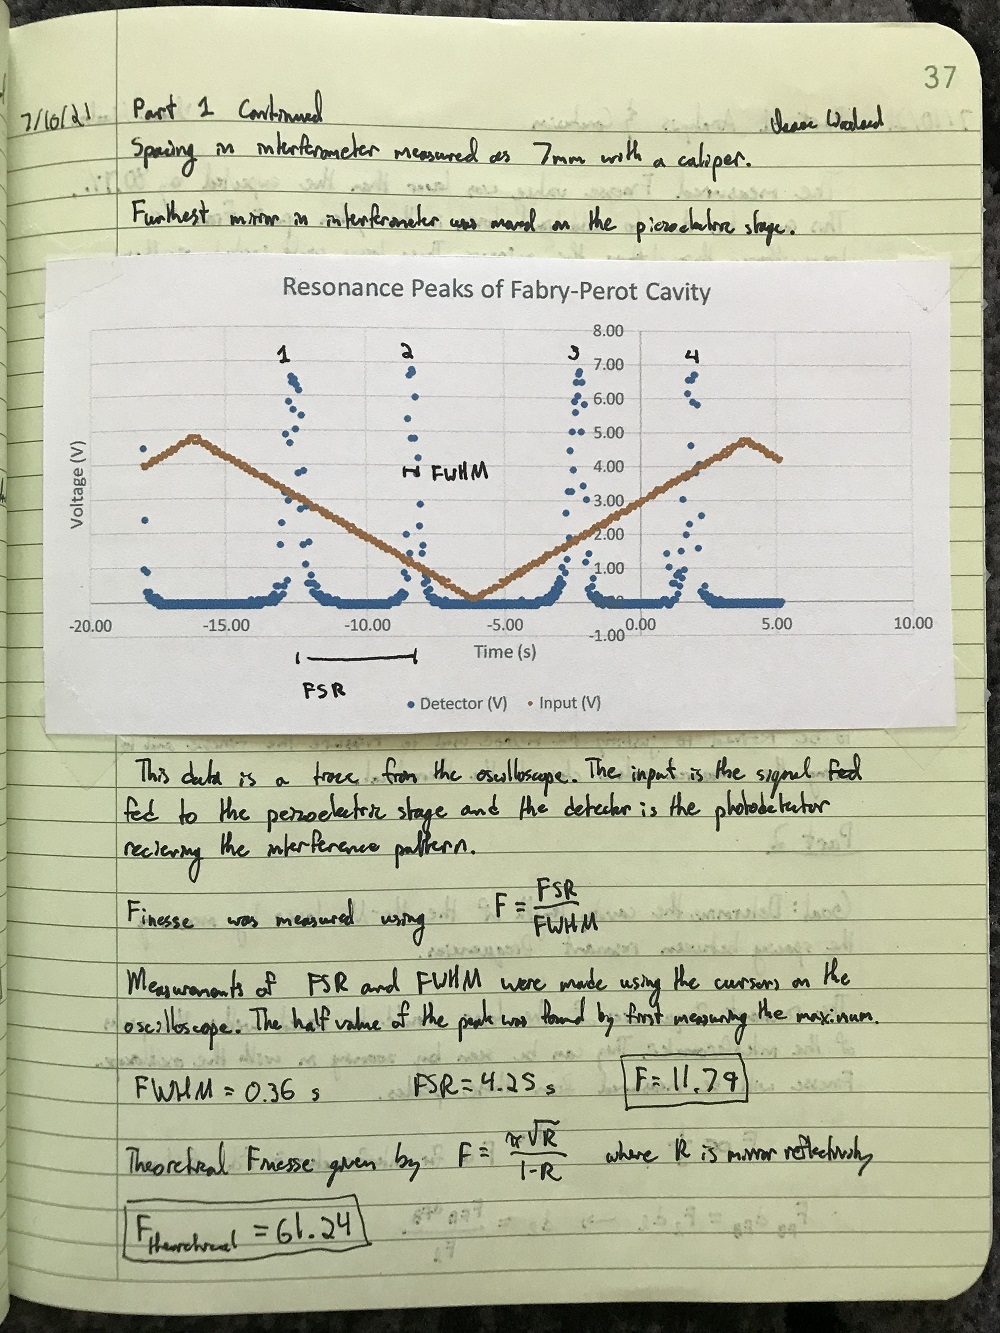 37
7/10/21 Part 1 Continued
Spacing in interferometer measured as 7mm with a caliper.
Furthest mirror in interferometer was moved on the piezoelectric stage.
Resonance Peaks of Fabry-Perot Cavity
8.00
1 2 3 4
7.00
6.00
5.00
4.00
FWHM
3.00
2.00
1.00
0.00
-1.00
Voltage (V)
-20.00 -15.00 -10.00 -5.00 0.00 5.00 10.00
Time (s)
FSR
Detector (V) Input (V)
This data is a trace from the oscilloscope. The input is the signal fed
fed to the peizoelectric stage and the detector is the photodetector
recieving the interference pattern.
Finesse was measured using F = FSR/FWHM
Measurements of FSR and FWHM were made using the cursors on the
oscilloscope. The half value of the peak was found by first measuring the maximum.
FWHM = 0.36 s FSR = 4.25 s F = 11.79
Theoretical Finesse given by F = π√R/1-R where R is mirror reflectivity
F theoretical = 61.24